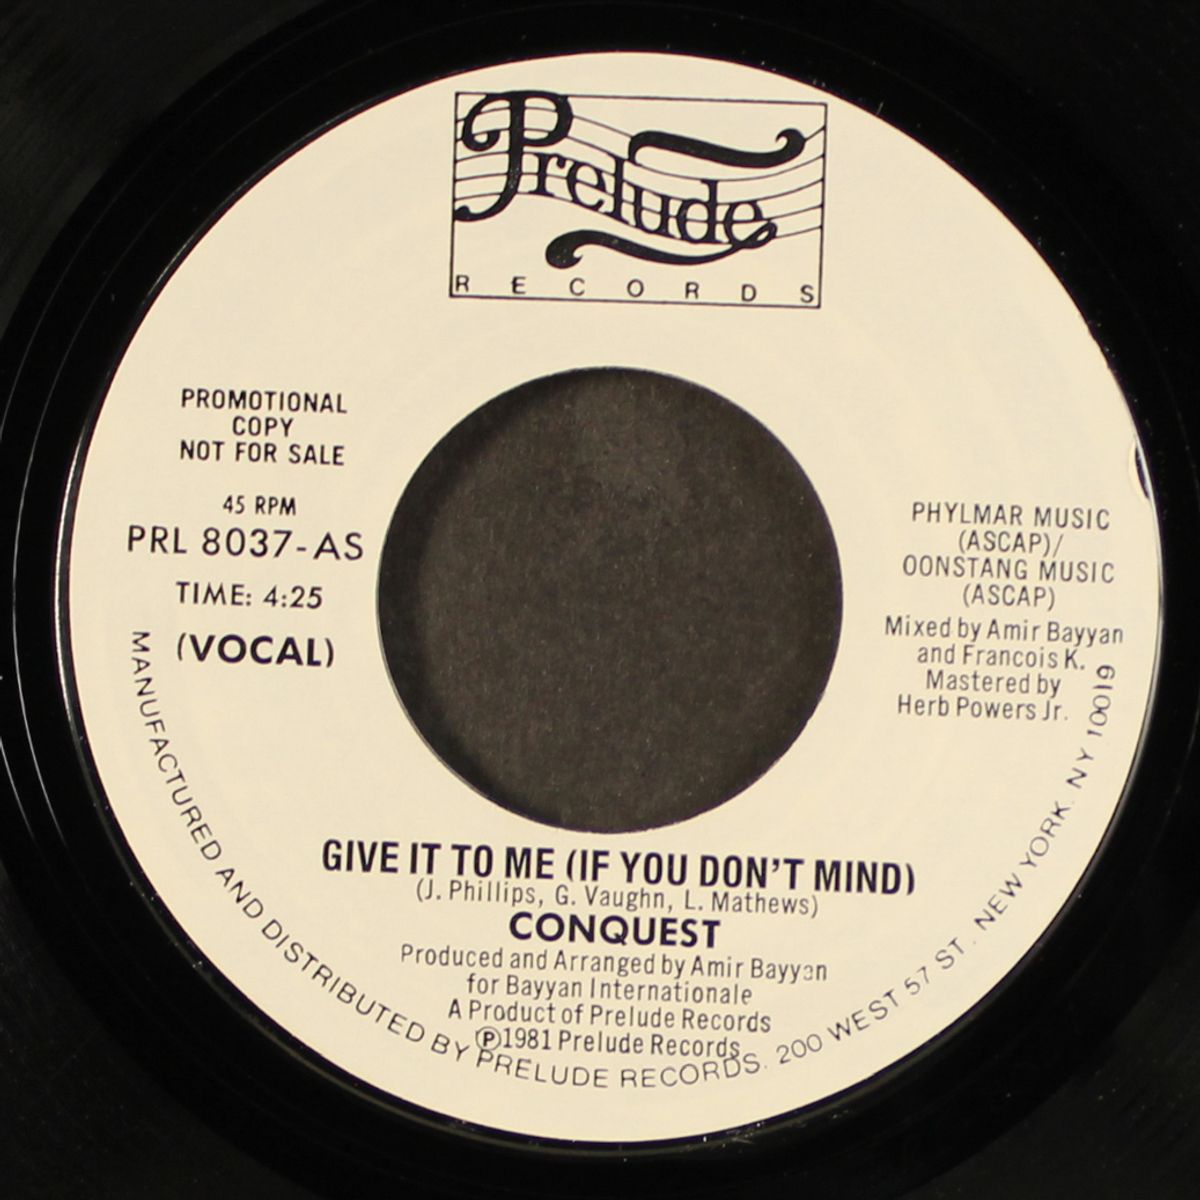 Prelude
RECORDS
PROMOTIONAL
COPY
NOT FOR SALE
45 RPM
PRL 8037-AS
TIME: 4:25
(VOCAL)
PHYLMAR MUSIC
(ASCAP)/
OONSTANG MUSIC
(ASCAP)
Mixed by Amir Bayyan
and Francois K.
Mastered by
Herb Powers Jr.
GIVE IT TO ME (IF YOU DON'T MIND)
(J. Phillips, G. Vaughn, L. Mathews)
CONQUEST
Produced and Arranged by Amir Bayyan
for Bayyan Internationale
A Product of Prelude Records
Ⓟ1981 Prelude Records
MANUFACTURED AND DISTRIBUTED BY PRELUDE RECORDS. 200 WEST 57 ST. NEW YORK. NY 10019